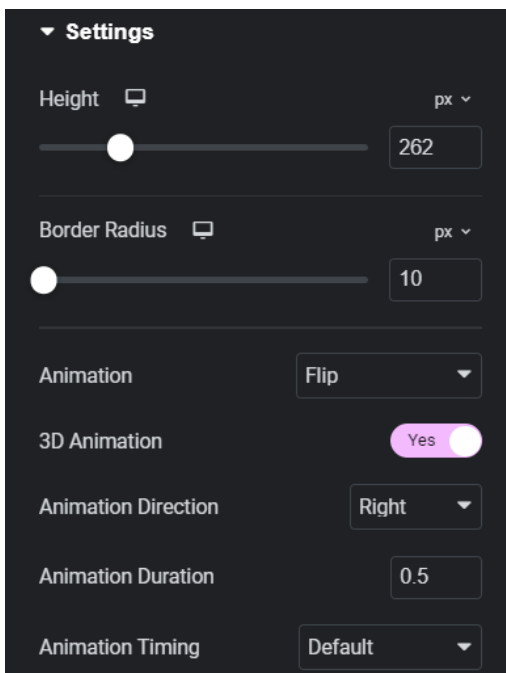 Settings
Height px
262
Border Radius px
10
Animation Flip
3D Animation Yes
Animation Direction Right
Animation Duration 0.5
Animation Timing Default